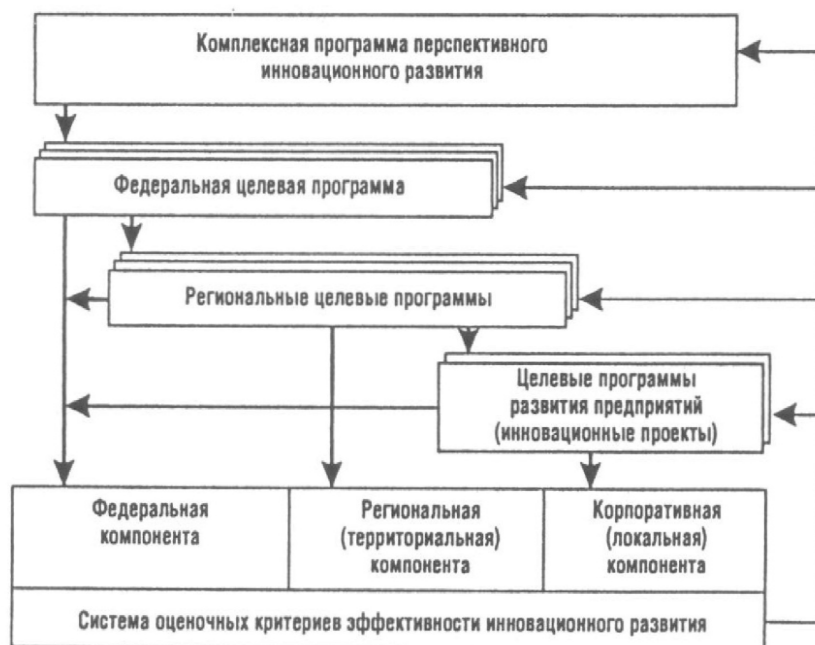 Комплексная программа перспективного
инновационного развития
Федеральная целевая программа
Региональные целевые программы
Целевые программы
развития предприятий
(инновационные проекты)
Федеральная
компонента
Региональная
(территориальная)
компонента
Корпоративная
(локальная)
компонента
Система оценочных критериев эффективности инновационного развития